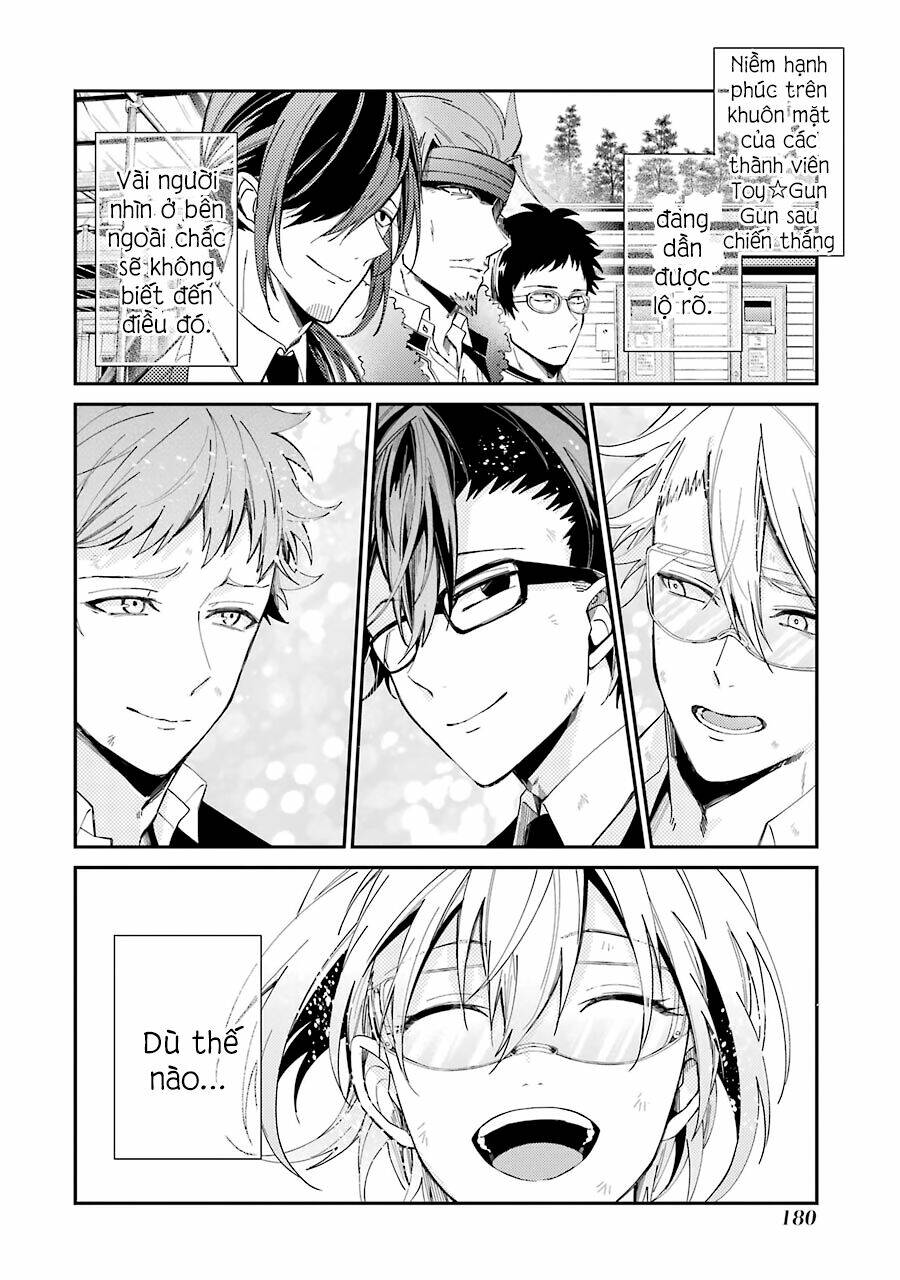 Niềm hạnh
phúc trên
khuôn mặt
của các
thành viên
Toy☆Gun
Gun sau
chiến thắng
đang
dần
được
lộ rõ.
Vài người
nhìn ở bên
ngoài chắc
sẽ không
biết đến
điều đó.
Dù thế
nào...
180